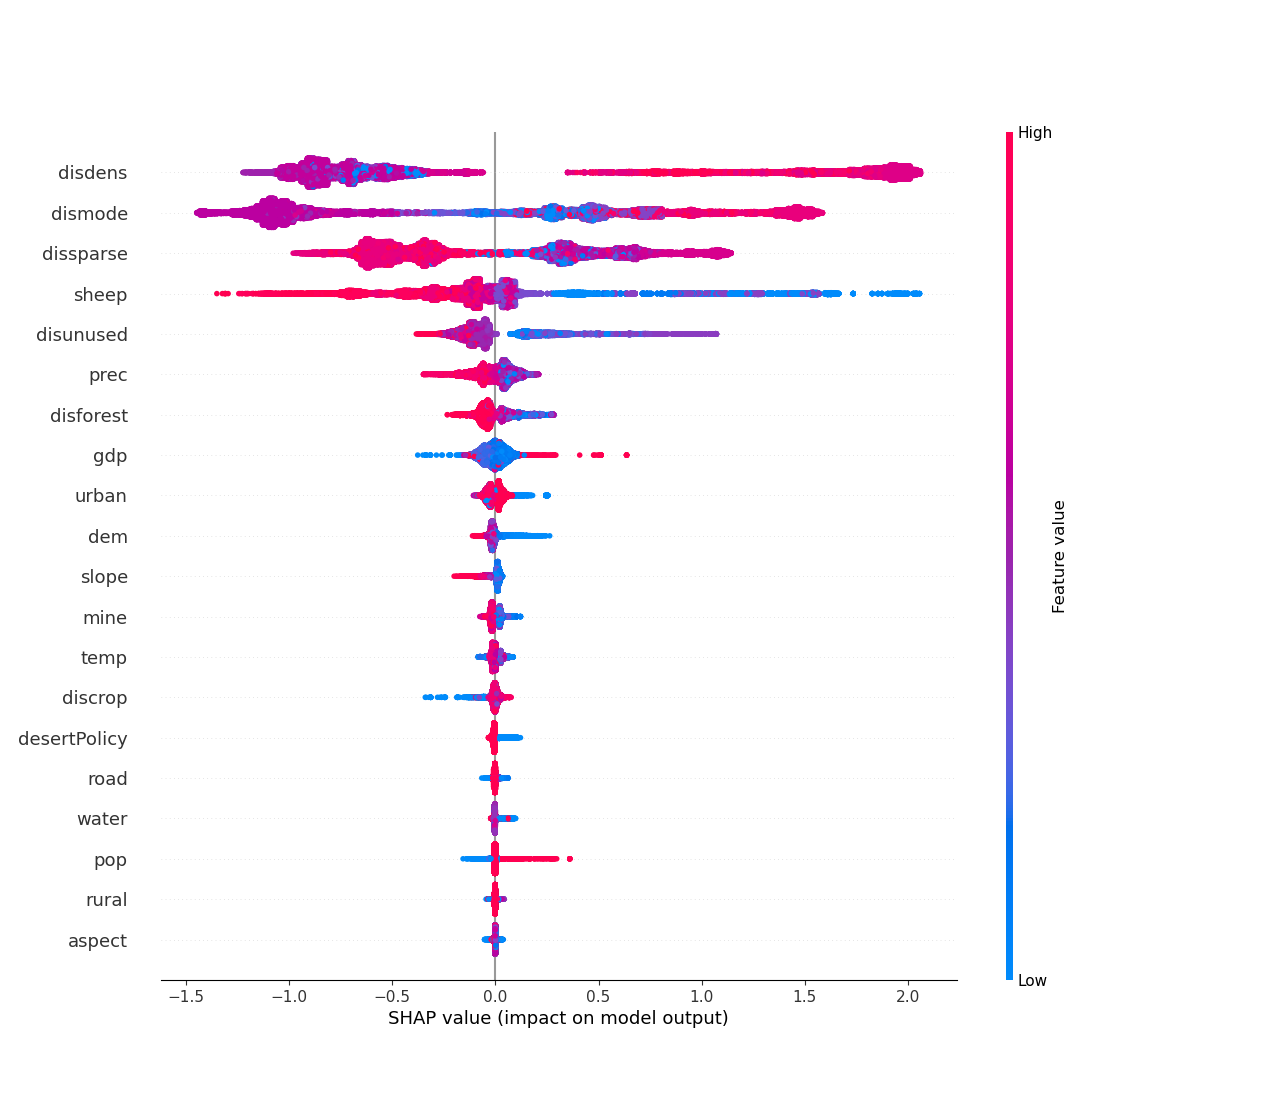 High
disdens
dismode
dissparse
sheep
disunused
prec
disforest
gdp
urban
dem
slope
mine
temp
discrop
desertPolicy
road
water
pop
rural
aspect
Feature value
Low
−1.5 −1.0 −0.5 0.0 0.5 1.0 1.5 2.0
SHAP value (impact on model output)